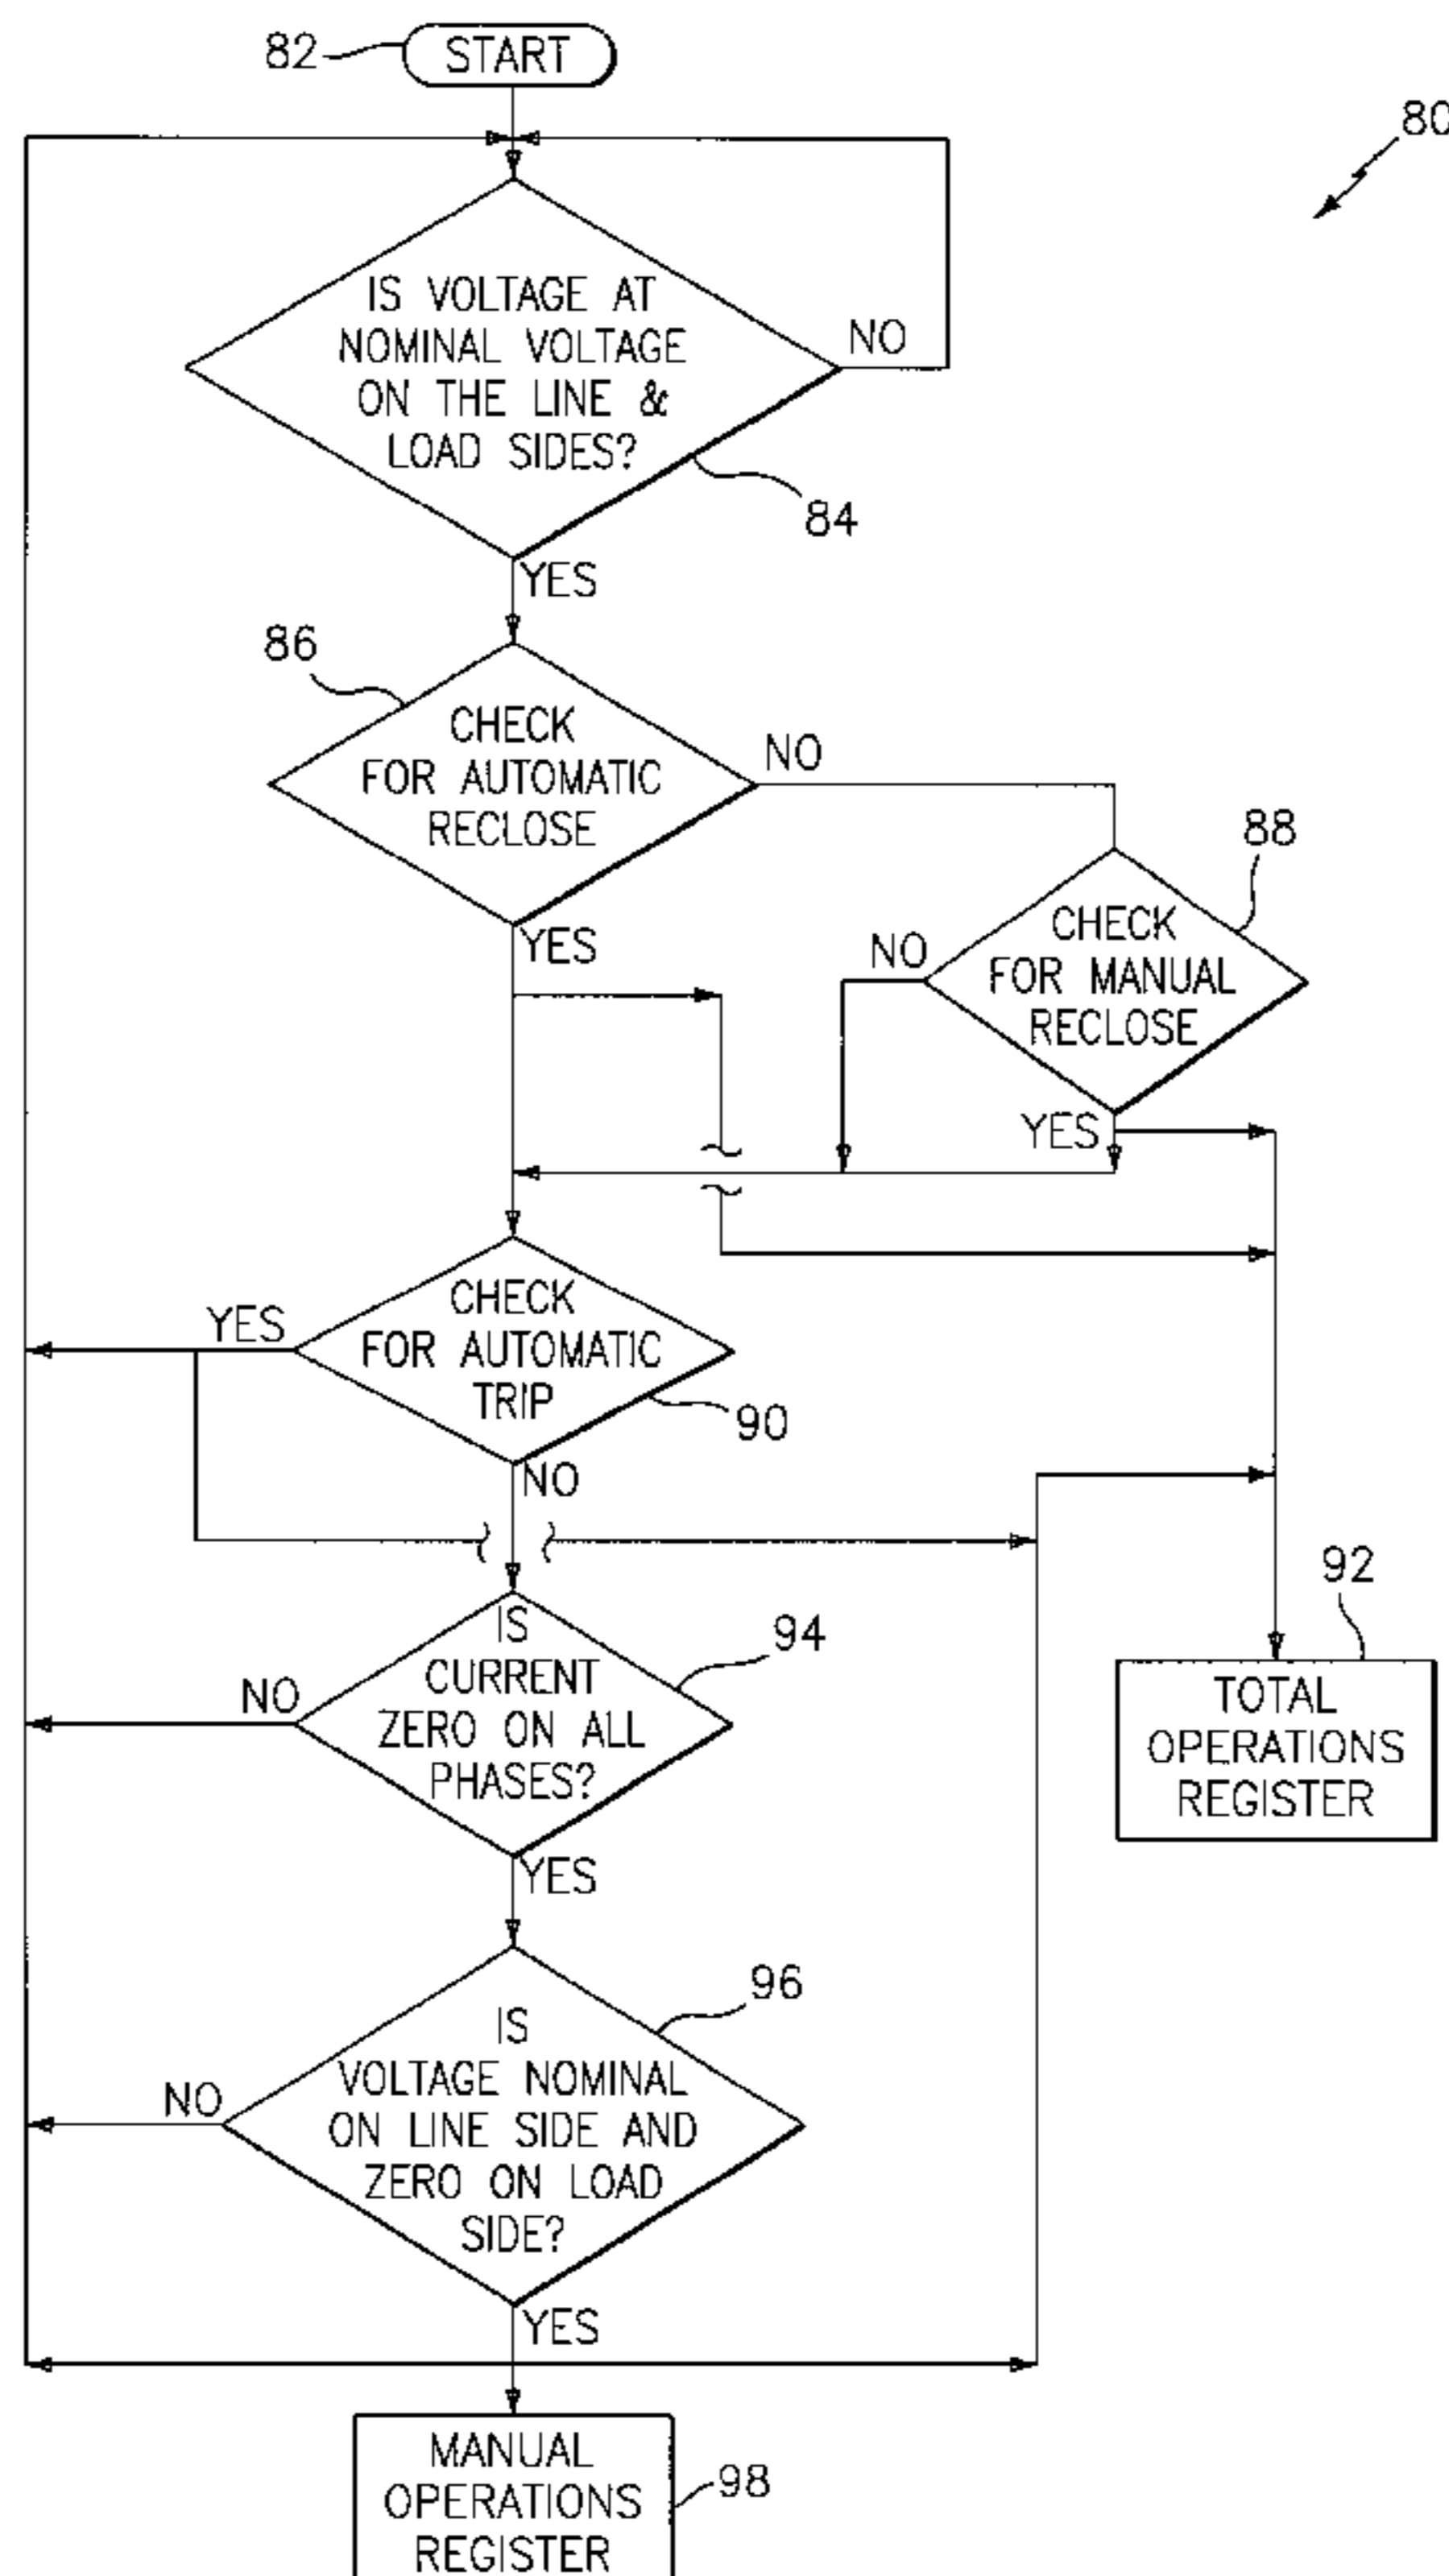 82
START
80
IS VOLTAGE AT
NOMINAL VOLTAGE
ON THE LINE &
LOAD SIDES?
NO
84
YES
86
CHECK
FOR AUTOMATIC
RECLOSE
NO
YES
88
CHECK
FOR MANUAL
RECLOSE
NO
YES
CHECK
FOR AUTOMATIC
TRIP
YES
90
NO
92
TOTAL
OPERATIONS
REGISTER
94
IS
CURRENT
ZERO ON ALL
PHASES?
NO
YES
96
IS
VOLTAGE NOMINAL
ON LINE SIDE AND
ZERO ON LOAD
SIDE?
NO
YES
MANUAL
OPERATIONS
REGISTER
98